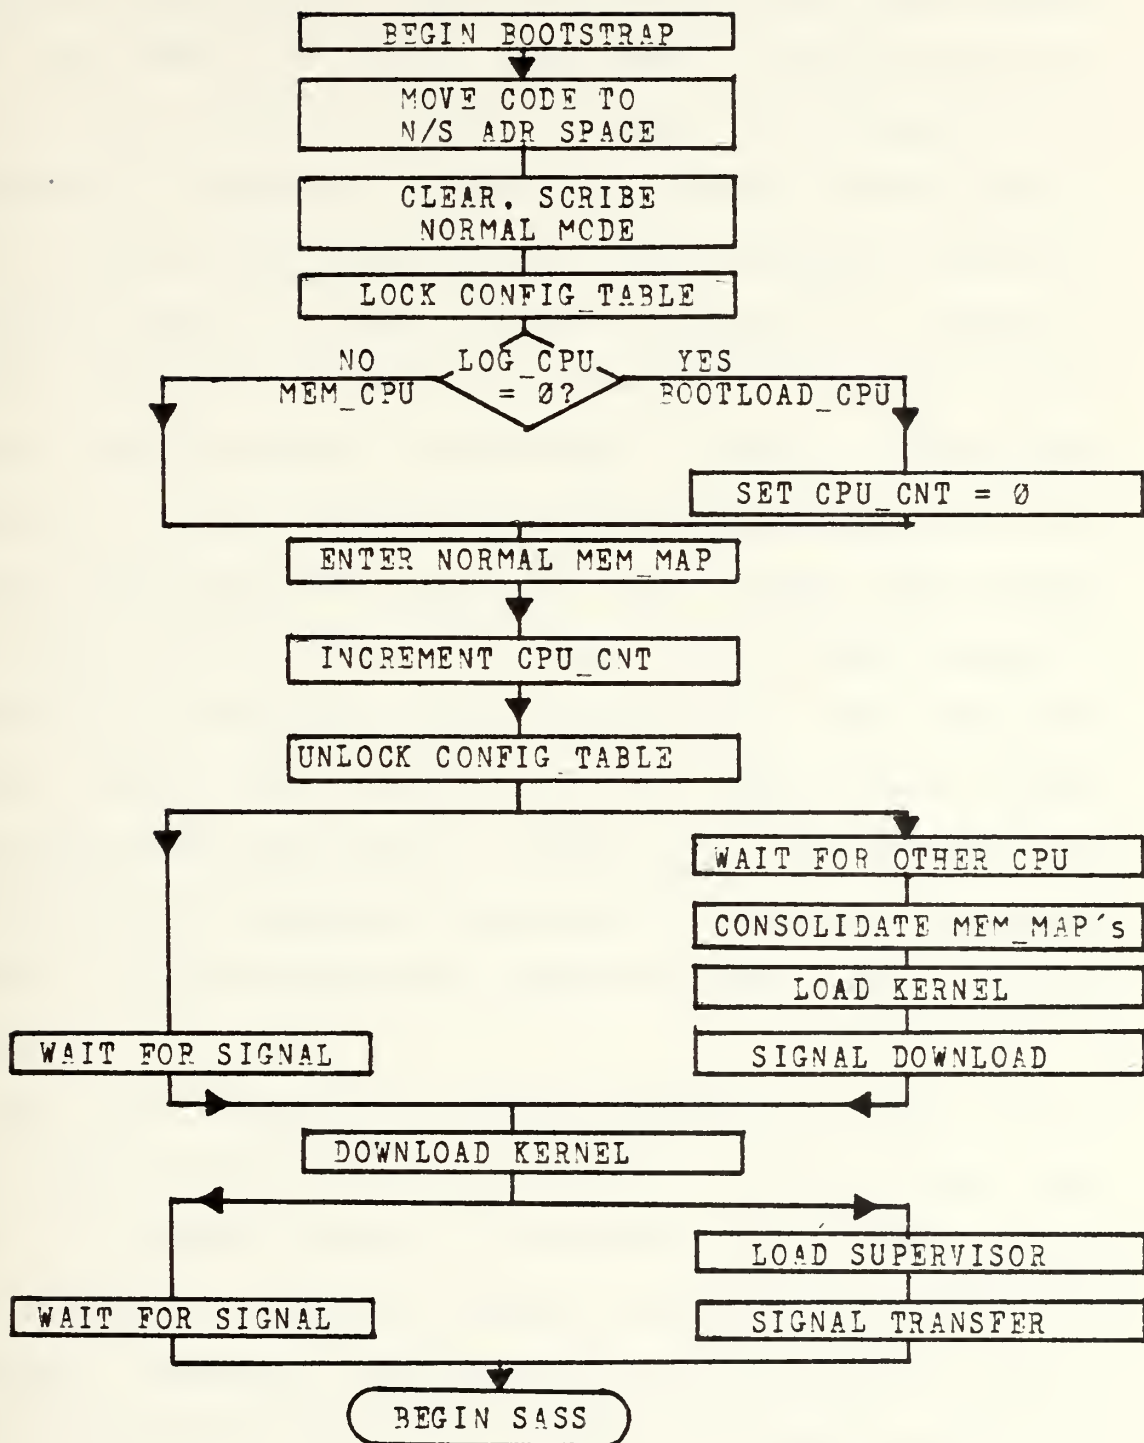 BEGIN BOOTSTRAP
MOVE CODE TO
N/S ADR SPACE
CLEAR, SCRIBE
NORMAL MODE
LOCK CONFIG_TABLE
NO
MEM_CPU
LOG_CPU
= Ø?
YES
BOOTLOAD_CPU
SET CPU_CNT = Ø
ENTER NORMAL MEM_MAP
INCREMENT CPU_CNT
UNLOCK CONFIG_TABLE
WAIT FOR OTHER CPU
CONSOLIDATE MEM_MAP's
LOAD KERNEL
WAIT FOR SIGNAL
SIGNAL DOWNLOAD
DOWNLOAD KERNEL
LOAD SUPERVISOR
WAIT FOR SIGNAL
SIGNAL TRANSFER
BEGIN SASS